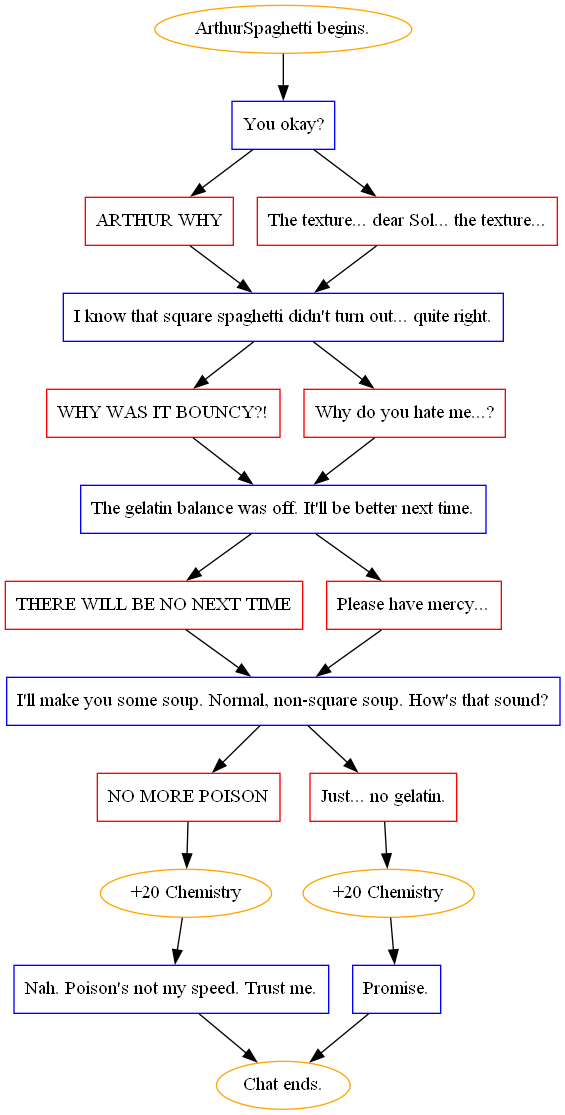 ArthurSpaghetti begins.
You okay?
ARTHUR WHY
The texture... dear Sol... the texture...
I know that square spaghetti didn't turn out... quite right.
WHY WAS IT BOUNCY?!
Why do you hate me...?
The gelatin balance was off. It'll be better next time.
THERE WILL BE NO NEXT TIME
Please have mercy...
I'll make you some soup. Normal, non-square soup. How's that sound?
NO MORE POISON
Just... no gelatin.
+20 Chemistry
+20 Chemistry
Nah. Poison's not my speed. Trust me.
Promise.
Chat ends.